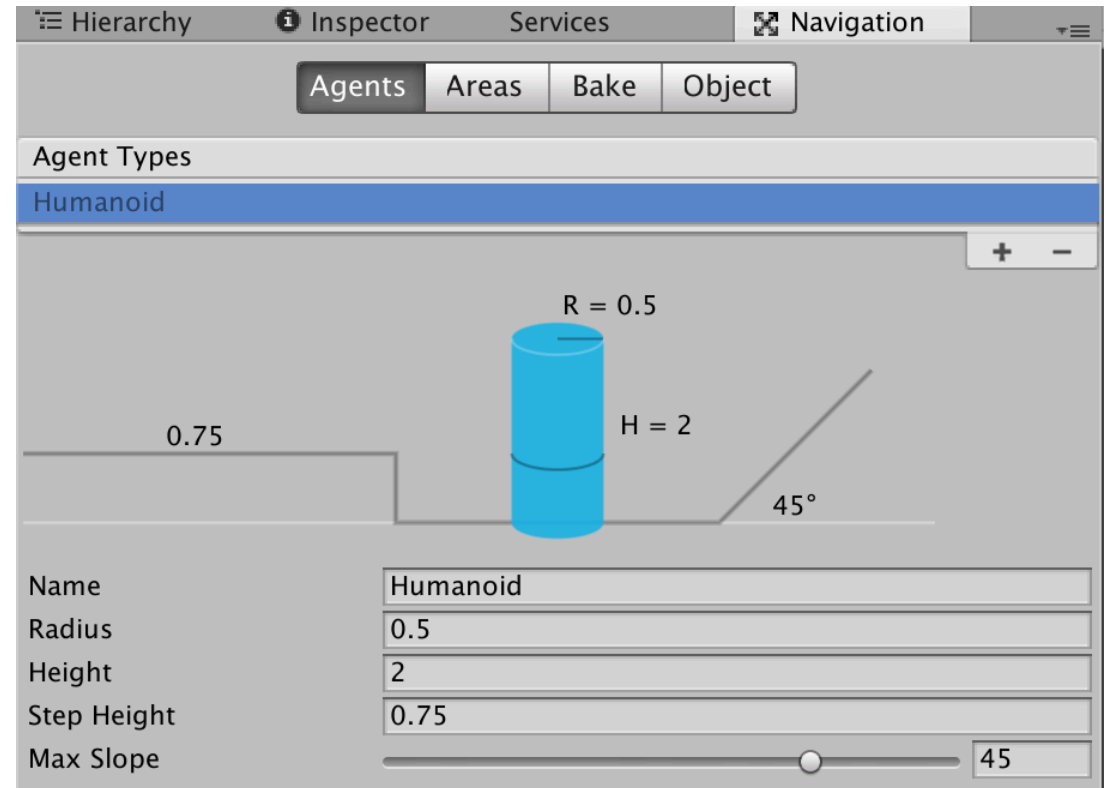 Hierarchy Inspector Services Navigation
Agents Areas Bake Object
Agent Types
Humanoid
+ −
R = 0.5
H = 2
0.75
45°
Name Humanoid
Radius 0.5
Height 2
Step Height 0.75
Max Slope 45